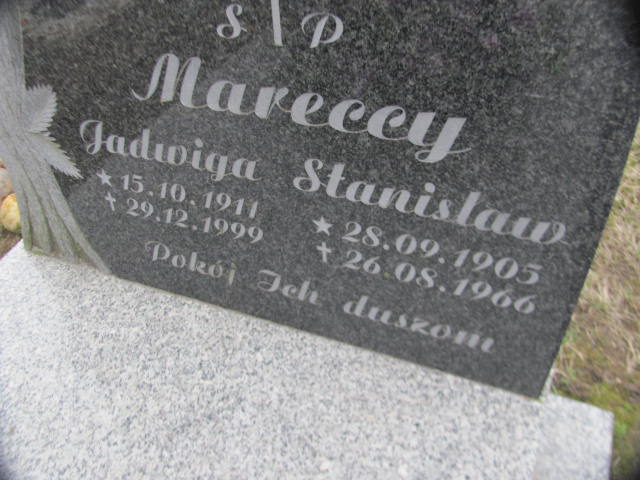 S P
Mareccy
Jadwiga Stanisław
★ 15.10.1911 ★ 28.09.1905
† 29.12.1999 † 26.08.1966
Pokój Ich duszom